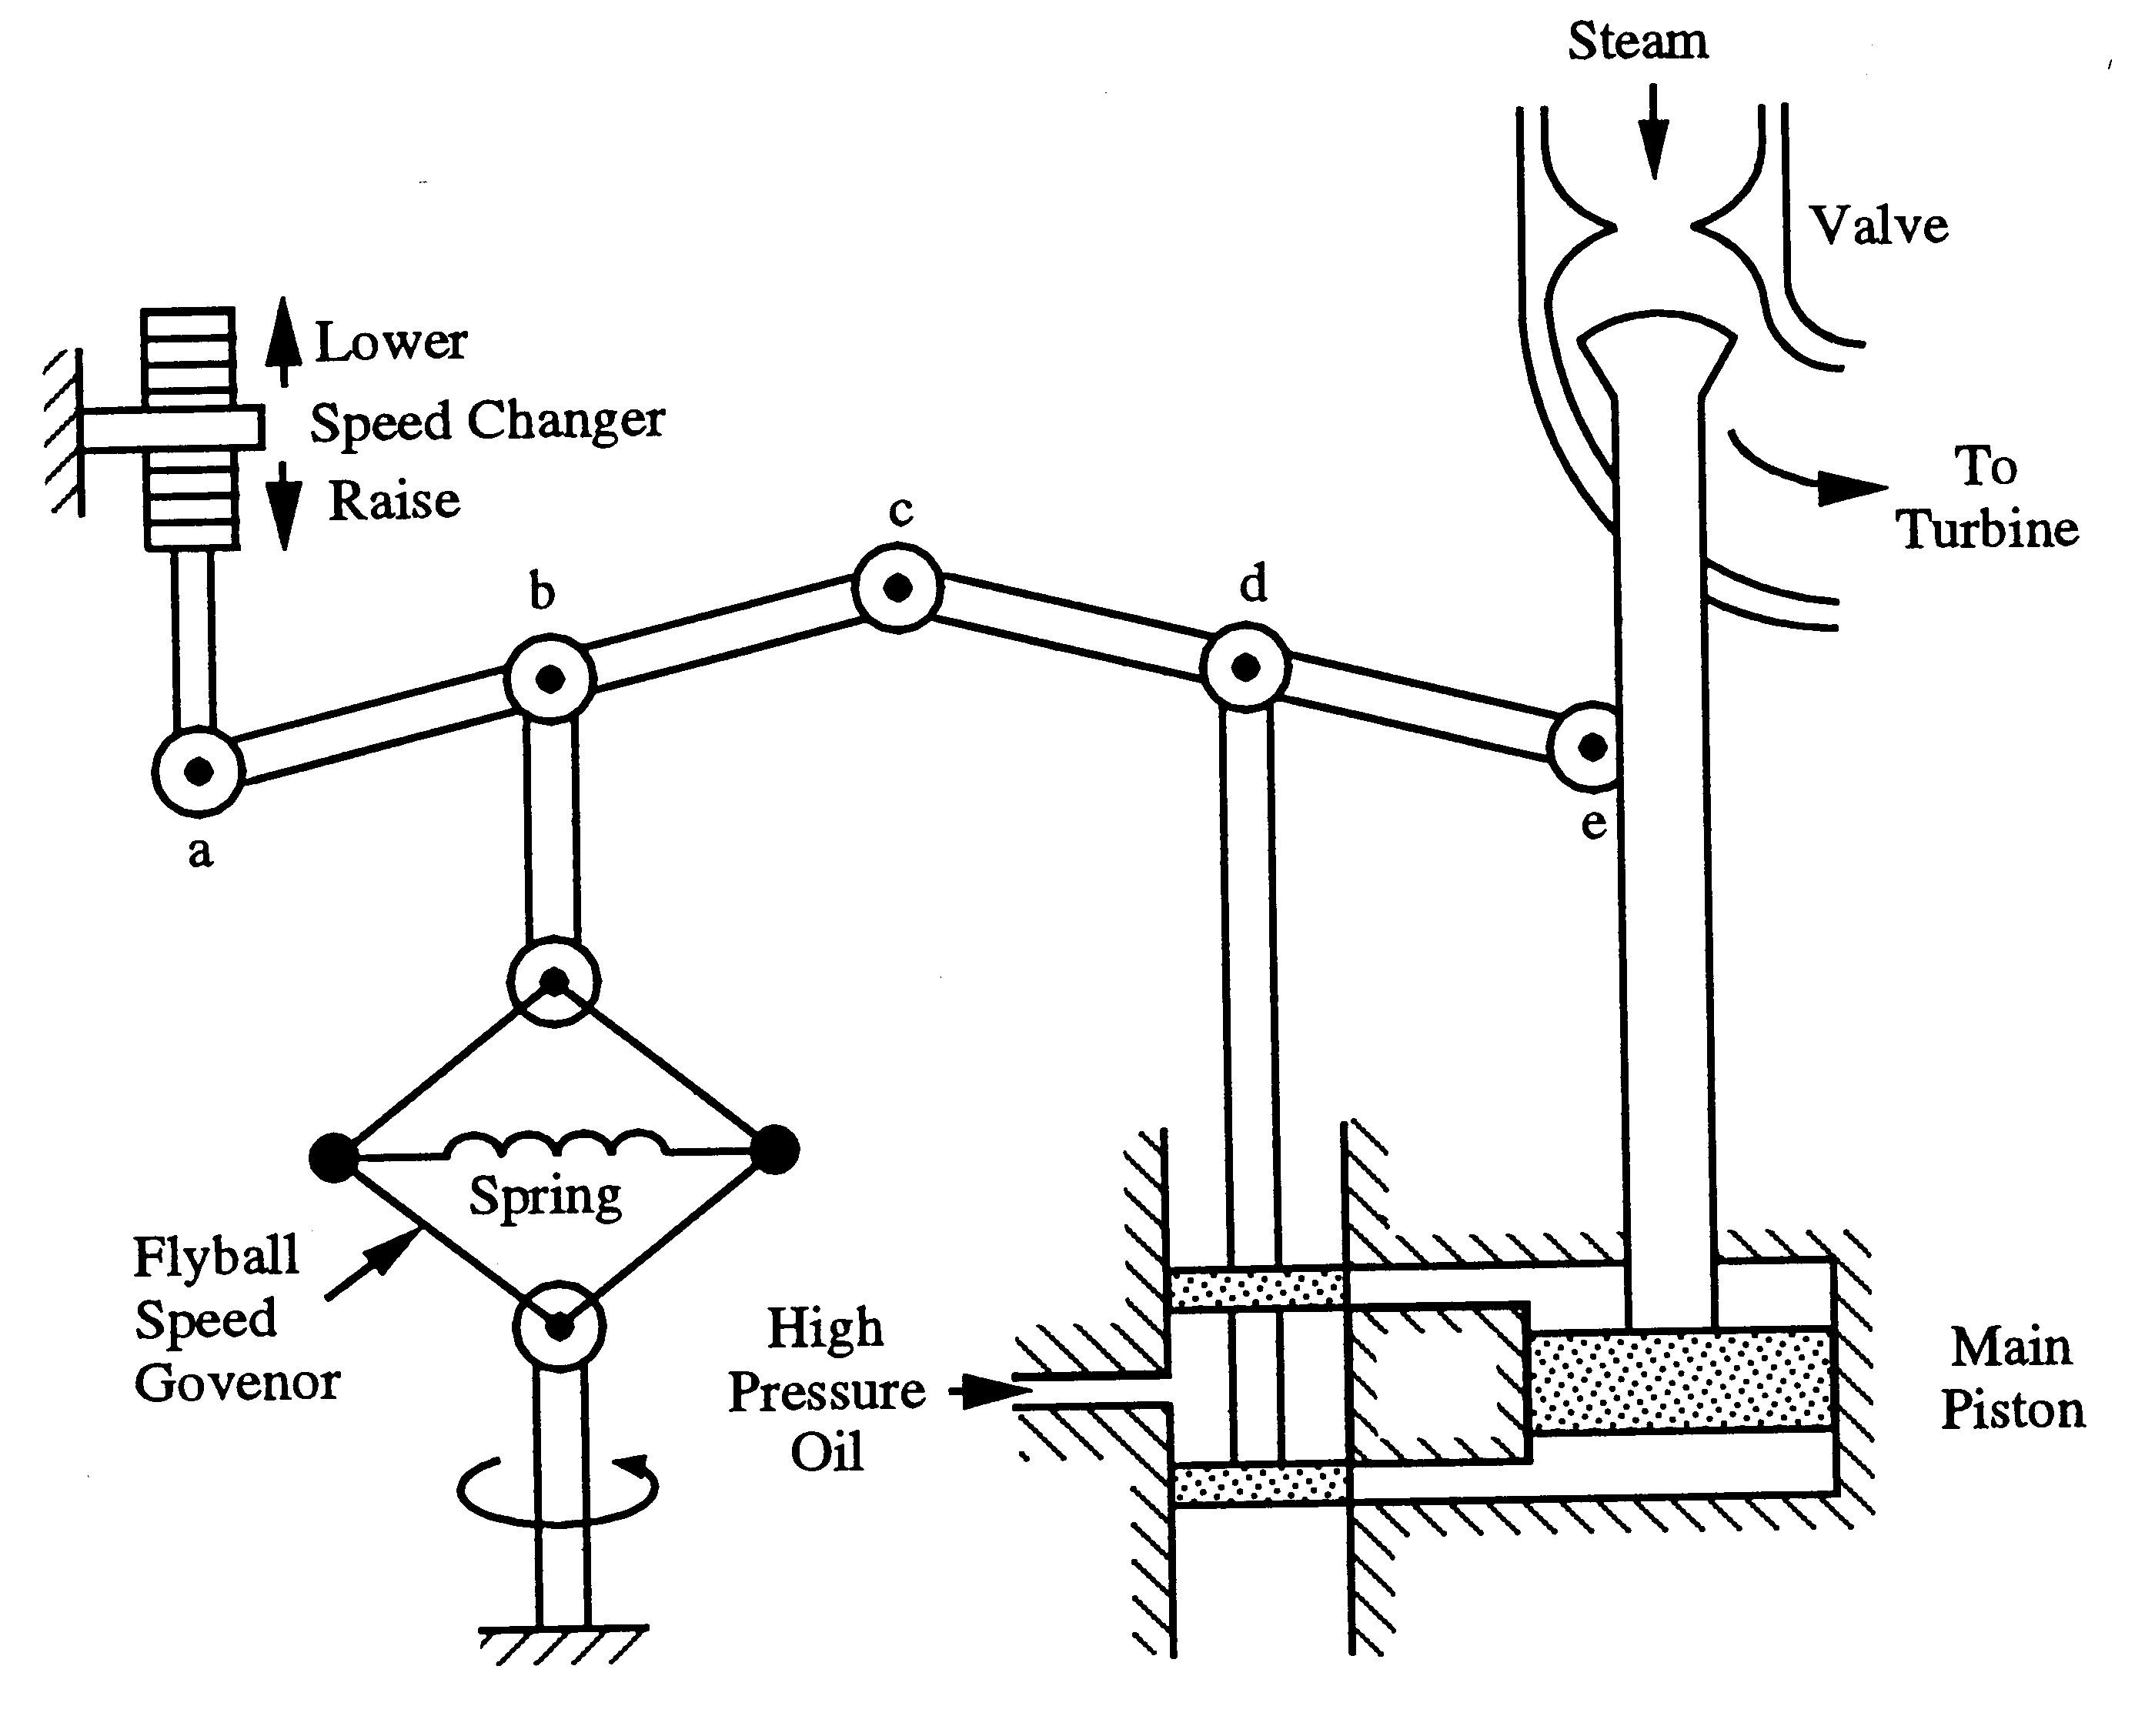 Steam
Valve
Lower
Speed Changer
Raise
To
Turbine
c
b
d
a
e
Spring
Flyball
Speed
Govenor
High
Pressure
Oil
Main
Piston